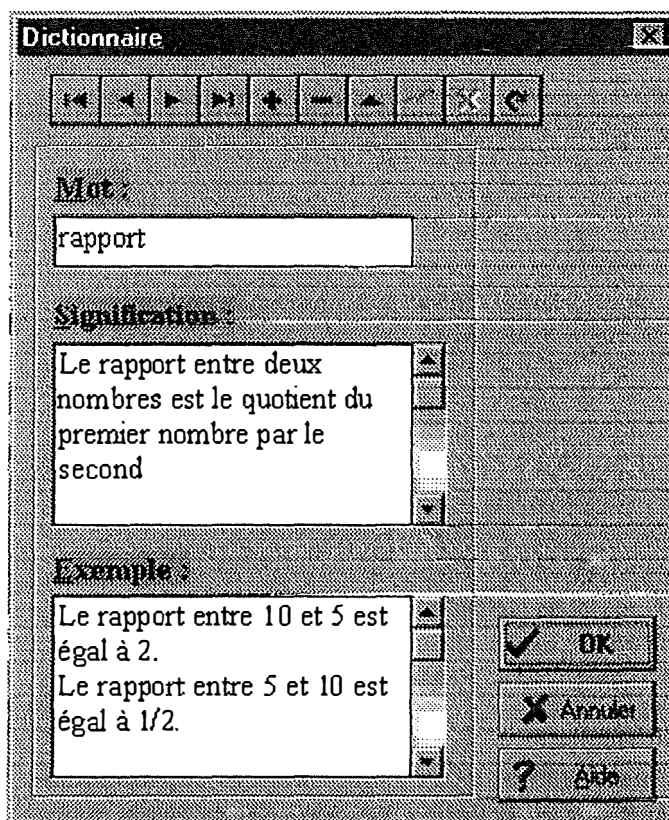 Dictionnaire
Mot :
rapport
Signification :
Le rapport entre deux
nombres est le quotient du
premier nombre par le
second
Exemple :
Le rapport entre 10 et 5 est
égal à 2.
Le rapport entre 5 et 10 est
égal à 1/2.
OK
Annuler
? Aide